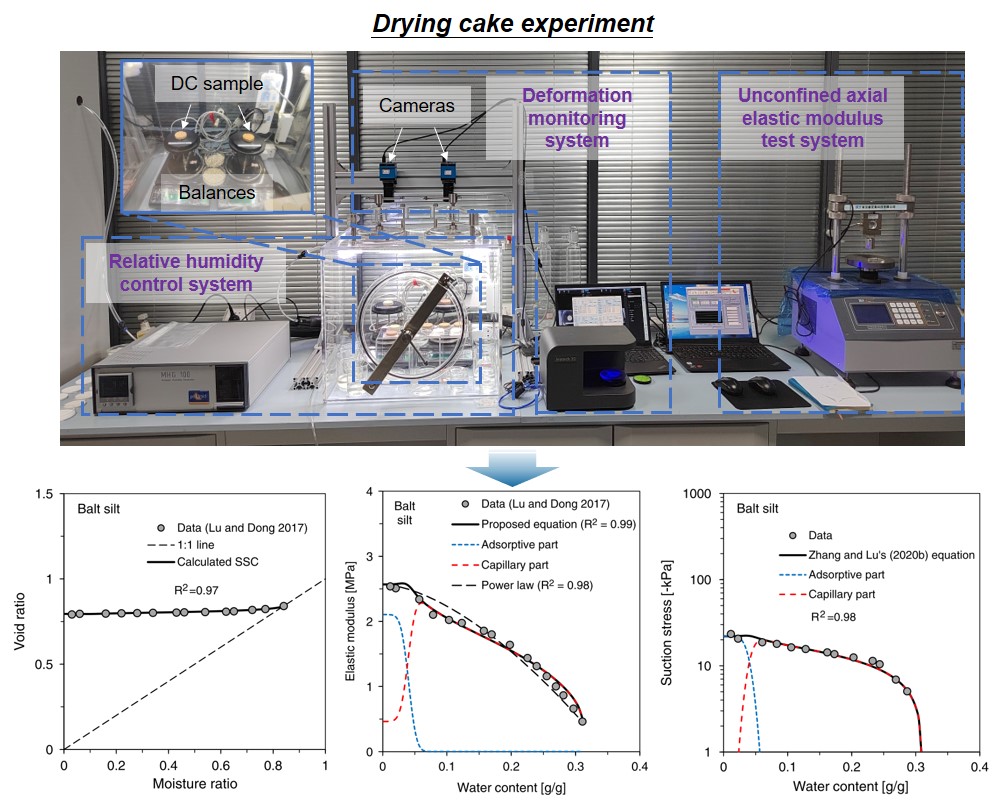 Drying cake experiment
DC sample
Balances
Cameras
Deformation
monitoring
system
Unconfined axial
elastic modulus
test system
Relative humidity
control system
MHG 100
1.5
1
0.5
0
Void ratio
Balt silt
Data (Lu and Dong 2017)
1:1 line
Calculated SSC
R²=0.97
0
0.2
0.4
0.6
0.8
1
Moisture ratio
4
3
2
1
0
Elastic modulus [MPa]
Balt
silt
Data (Lu and Dong 2017)
Proposed equation (R² = 0.99)
Adsorptive part
Capillary part
Power law (R² = 0.98)
0
0.1
0.2
0.3
0.4
Water content [g/g]
1000
100
10
1
Suction stress [-kPa]
Balt silt
Data
Zhang and Lu's (2020b) equation
Adsorptive part
Capillary part
R²=0.98
0
0.1
0.2
0.3
0.4
Water content [g/g]